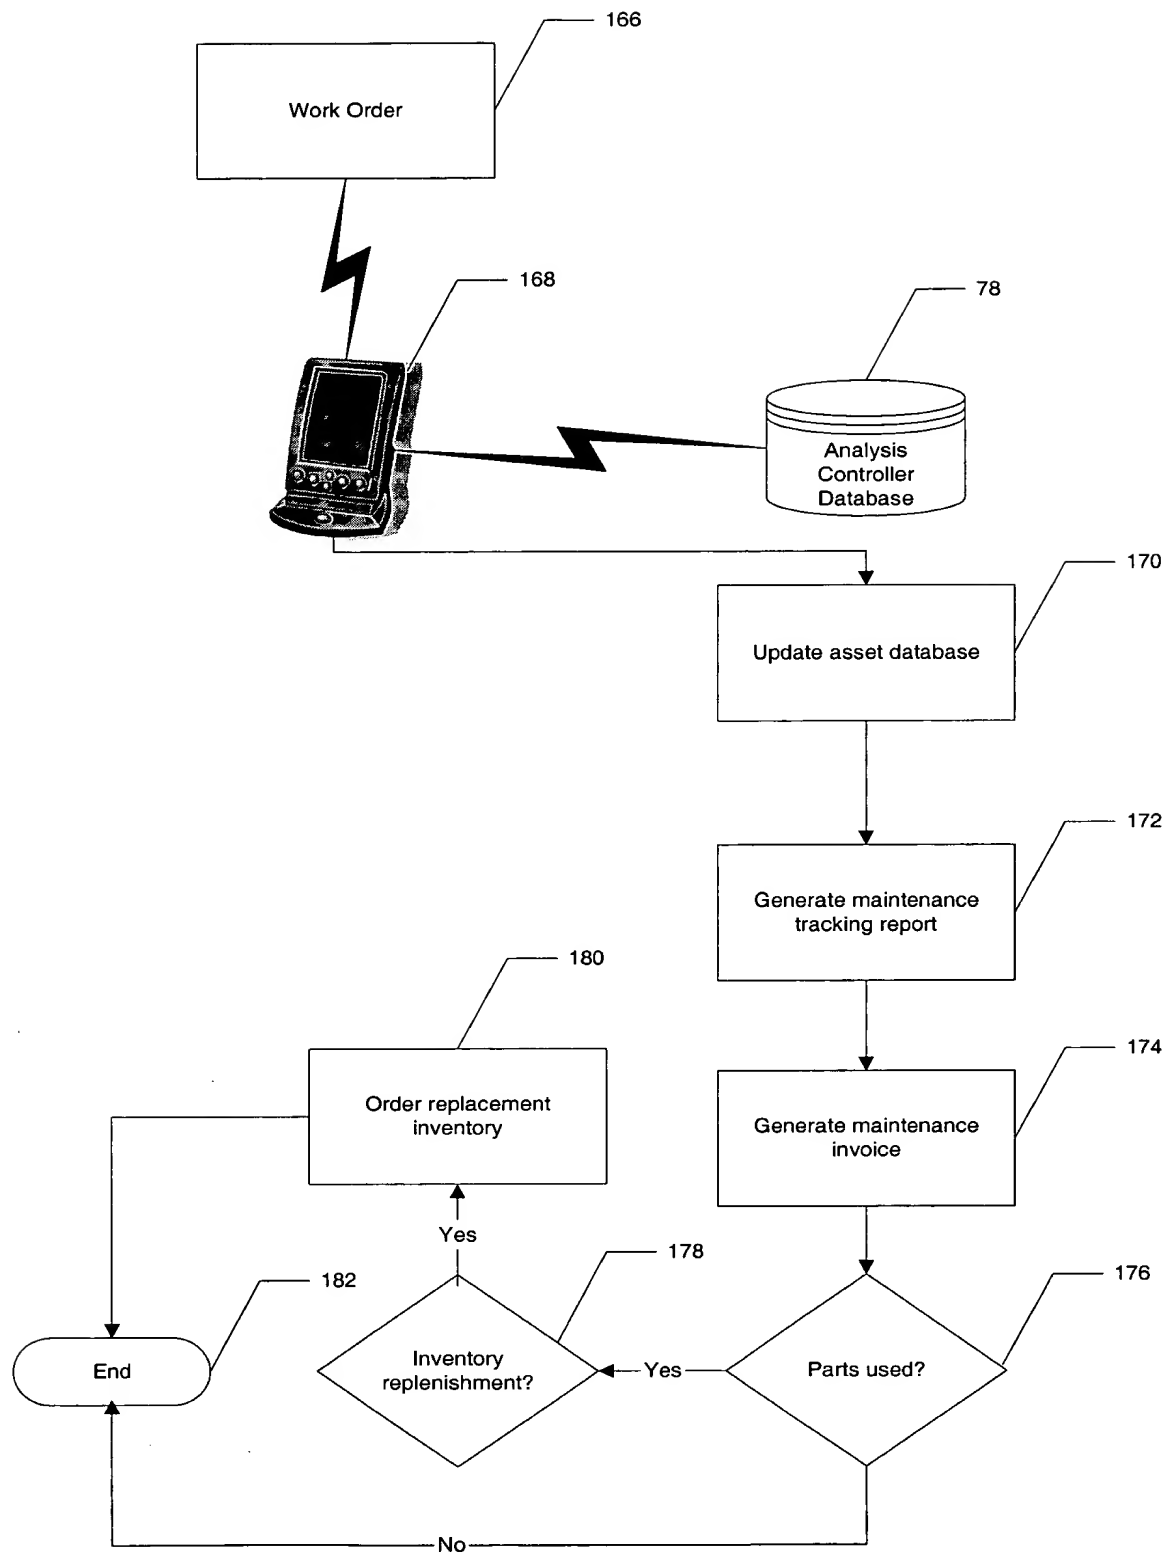 166
Work Order
168
78
Analysis
Controller
Database
170
Update asset database
172
Generate maintenance
tracking report
180
174
Order replacement
inventory
Generate maintenance
invoice
Yes
178
176
182
End
Inventory
replenishment?
Yes
Parts used?
No